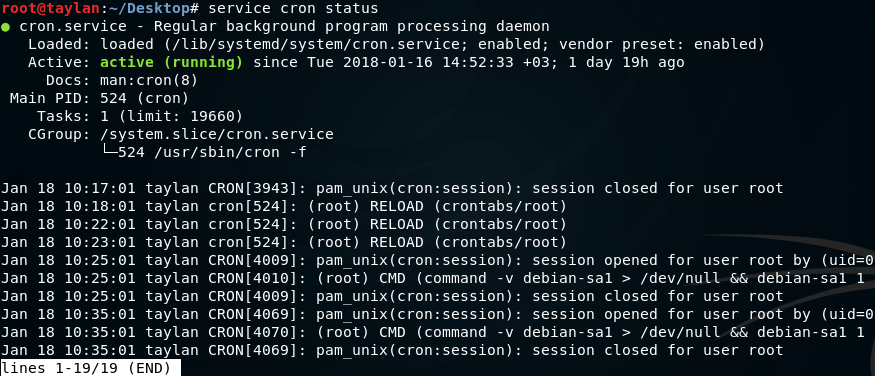 root@taylan:~/Desktop# service cron status
● cron.service - Regular background program processing daemon
   Loaded: loaded (/lib/systemd/system/cron.service; enabled; vendor preset: enabled)
   Active: active (running) since Tue 2018-01-16 14:52:33 +03; 1 day 19h ago
     Docs: man:cron(8)
 Main PID: 524 (cron)
    Tasks: 1 (limit: 19660)
   CGroup: /system.slice/cron.service
           └─524 /usr/sbin/cron -f

Jan 18 10:17:01 taylan CRON[3943]: pam_unix(cron:session): session closed for user root
Jan 18 10:18:01 taylan cron[524]: (root) RELOAD (crontabs/root)
Jan 18 10:22:01 taylan cron[524]: (root) RELOAD (crontabs/root)
Jan 18 10:23:01 taylan cron[524]: (root) RELOAD (crontabs/root)
Jan 18 10:25:01 taylan CRON[4009]: pam_unix(cron:session): session opened for user root by (uid=0
Jan 18 10:25:01 taylan CRON[4010]: (root) CMD (command -v debian-sa1 > /dev/null && debian-sa1 1
Jan 18 10:25:01 taylan CRON[4009]: pam_unix(cron:session): session closed for user root
Jan 18 10:35:01 taylan CRON[4069]: pam_unix(cron:session): session opened for user root by (uid=0
Jan 18 10:35:01 taylan CRON[4070]: (root) CMD (command -v debian-sa1 > /dev/null && debian-sa1 1
Jan 18 10:35:01 taylan CRON[4069]: pam_unix(cron:session): session closed for user root
lines 1-19/19 (END)